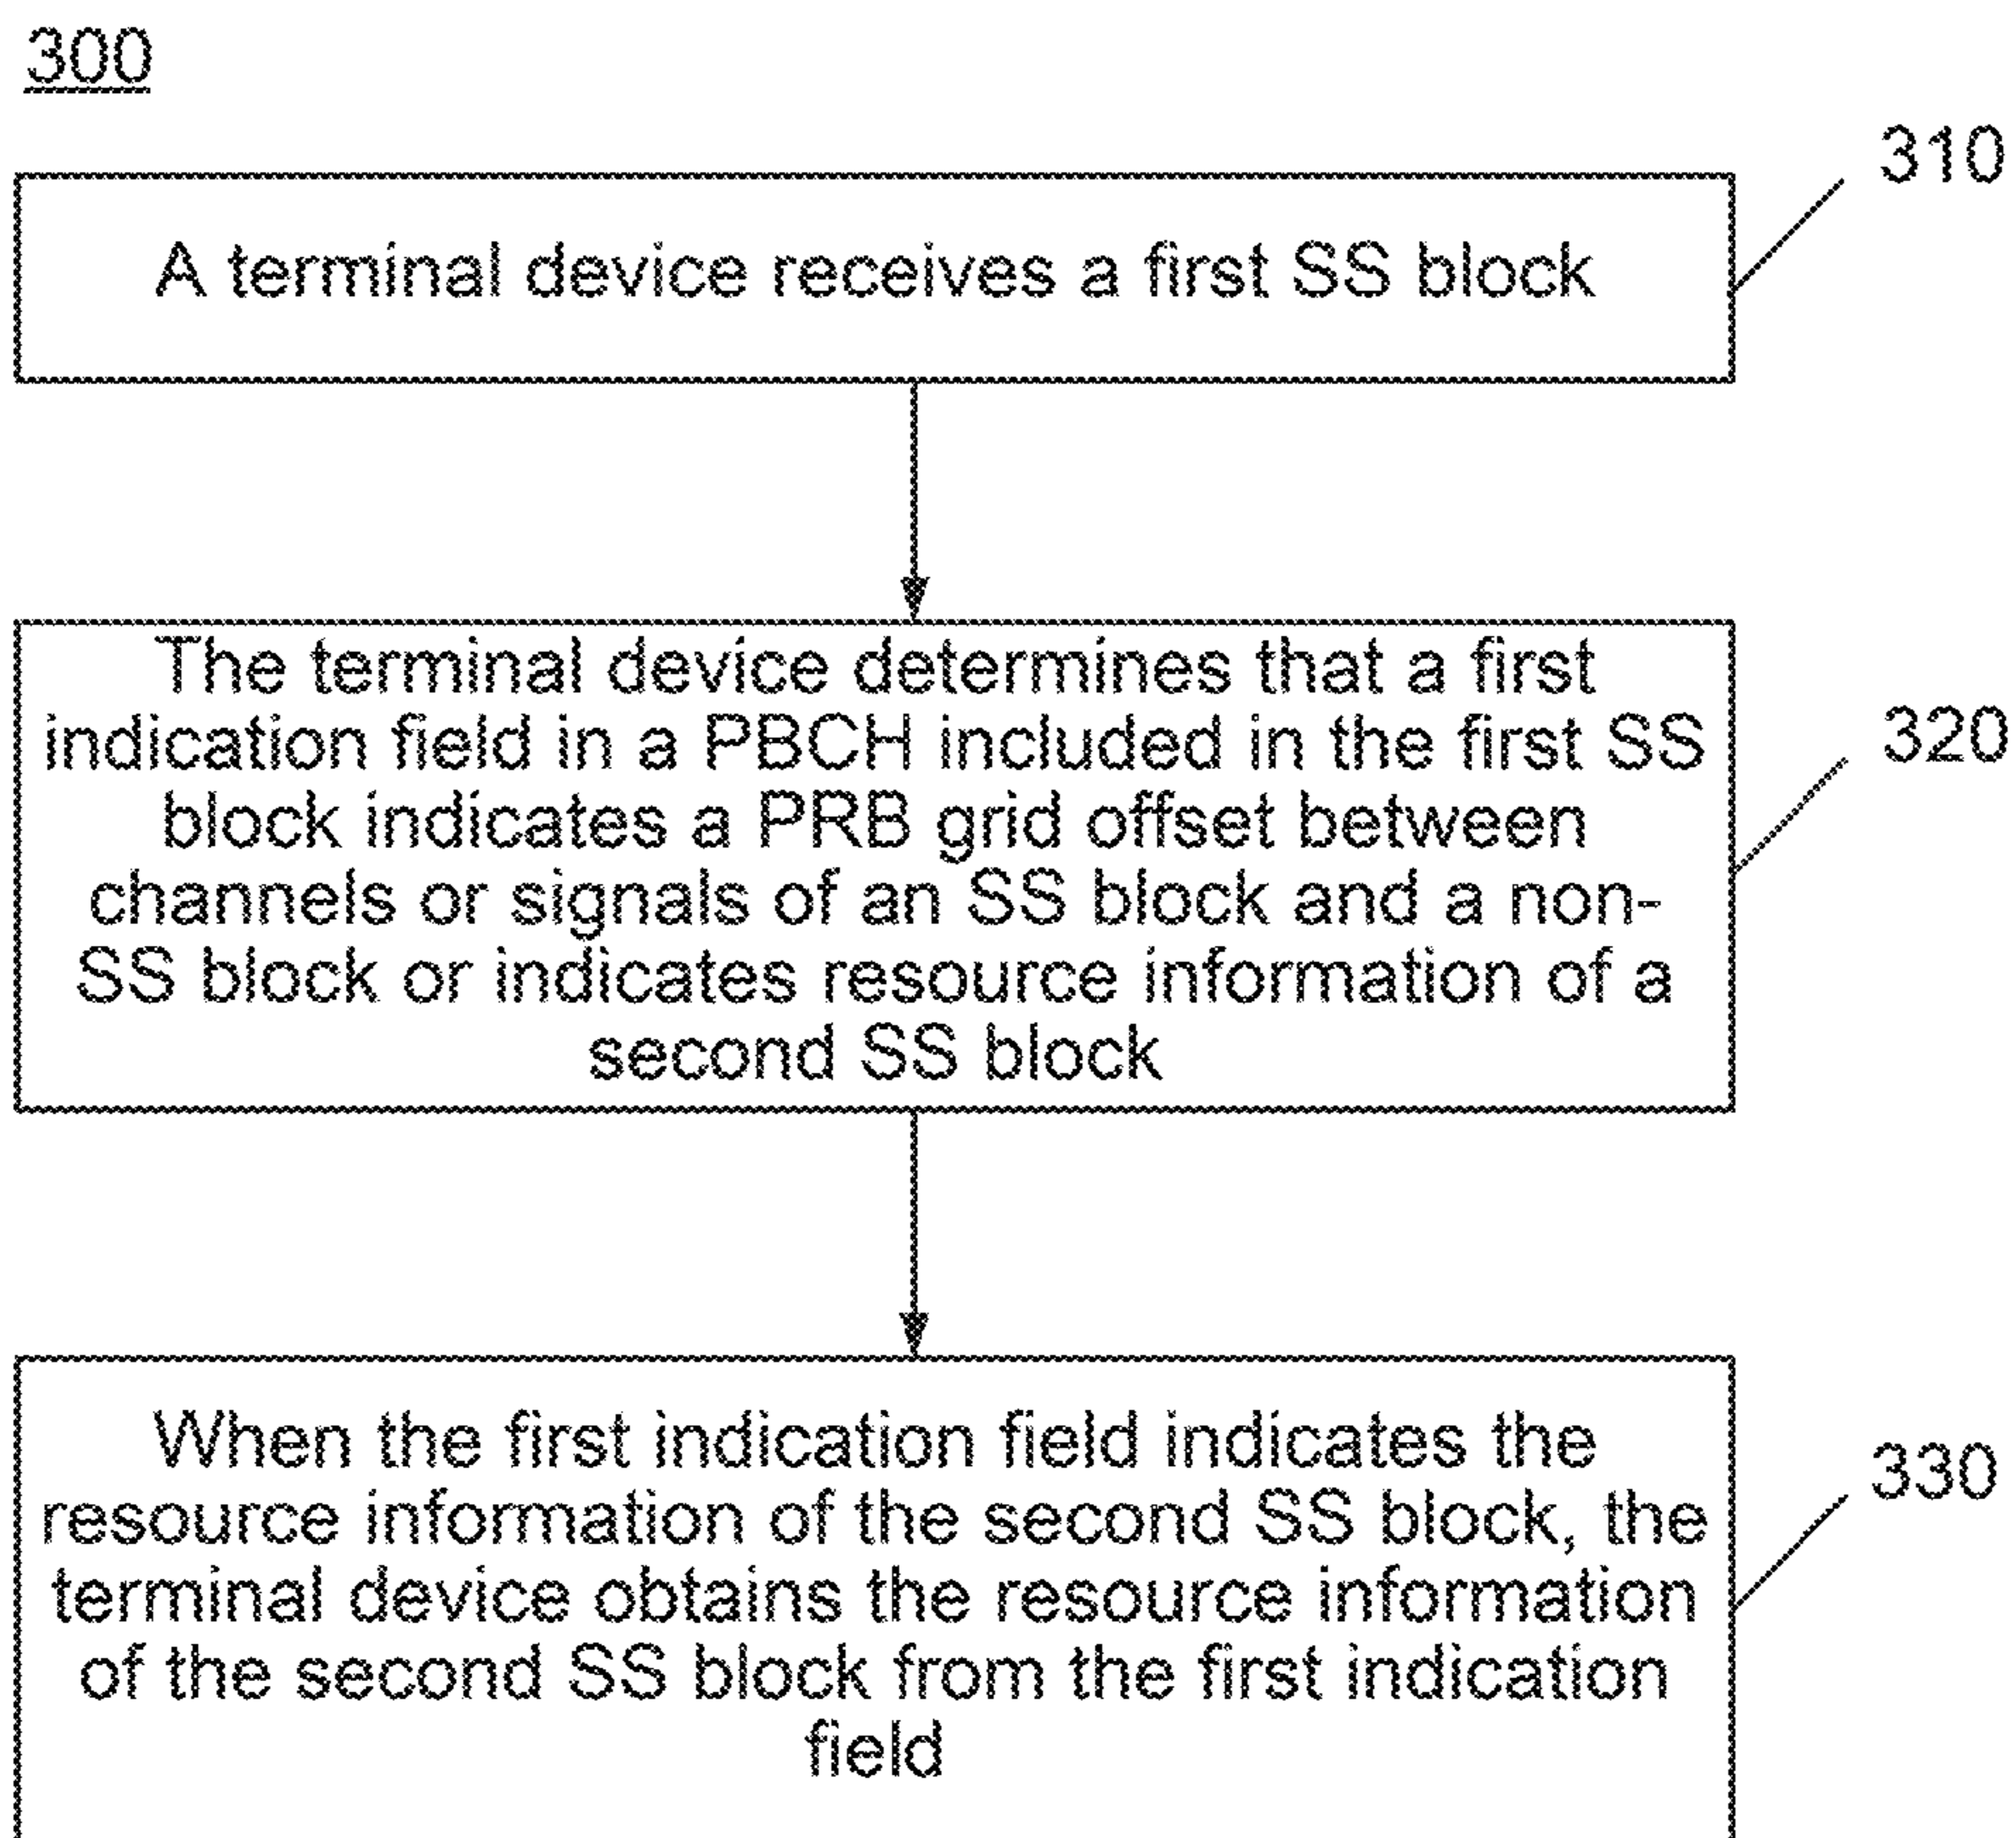 300
310
A terminal device receives a first SS block
The terminal device determines that a first
indication field in a PBCH included in the first SS
block indicates a PRB grid offset between
channels or signals of an SS block and a non-
SS block or indicates resource information of a
second SS block
320
When the first indication field indicates the
resource information of the second SS block, the
terminal device obtains the resource information
of the second SS block from the first indication
field
330